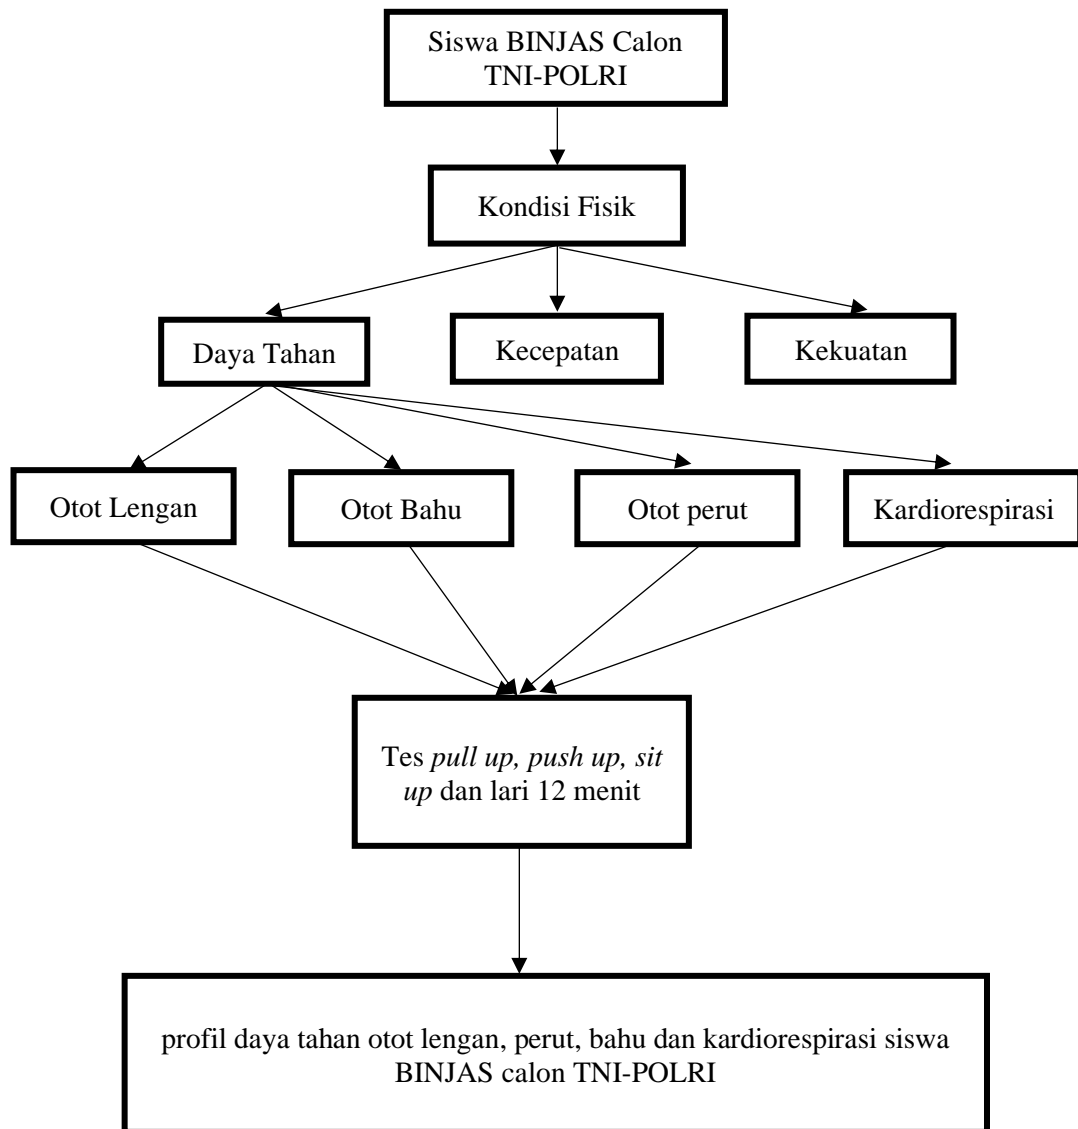 Siswa BINJAS Calon
TNI-POLRI
Kondisi Fisik
Daya Tahan
Kecepatan
Kekuatan
Otot Lengan
Otot Bahu
Otot perut
Kardiorespirasi
Tes pull up, push up, sit
up dan lari 12 menit
profil daya tahan otot lengan, perut, bahu dan kardiorespirasi siswa
BINJAS calon TNI-POLRI